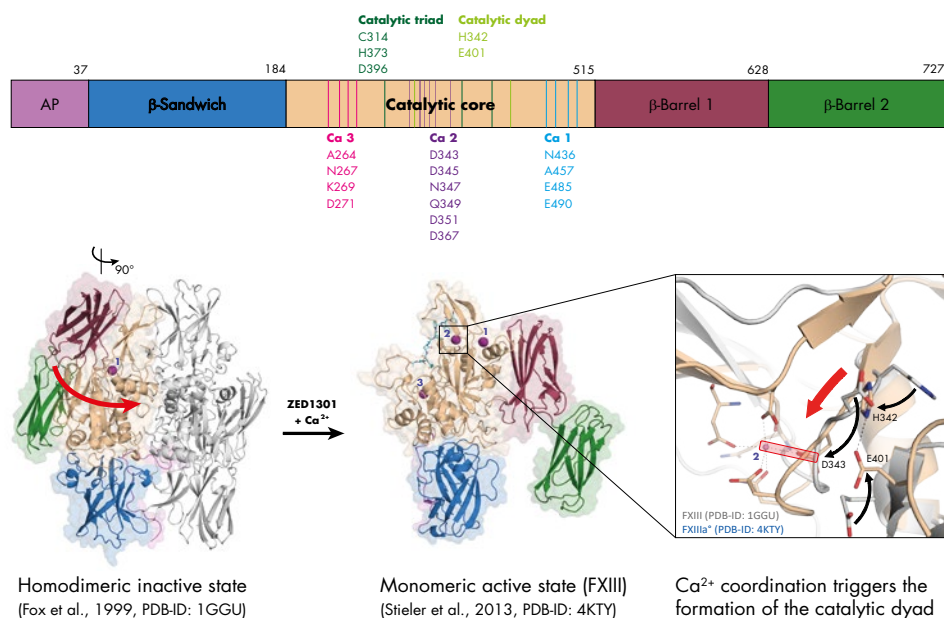 Catalytic triad
C314
H373
D396
Catalytic dyad
H342
E401
37
184
515
628
727
AP
β-Sandwich
Catalytic core
β-Barrel 1
β-Barrel 2
Ca 3
A264
N267
K269
D271
Ca 2
D343
D345
N347
Q349
D351
D367
Ca 1
N436
A457
E485
E490
90°
1
ZED1301
+ Ca²⁺
2
1
3
H342
E401
D343
2
FXIII (PDB-ID: 1GGU)
FXIIIa° (PDB-ID: 4KTY)
Homodimeric inactive state
(Fox et al., 1999, PDB-ID: 1GGU)
Monomeric active state (FXIII)
(Stieler et al., 2013, PDB-ID: 4KTY)
Ca²⁺ coordination triggers the
formation of the catalytic dyad